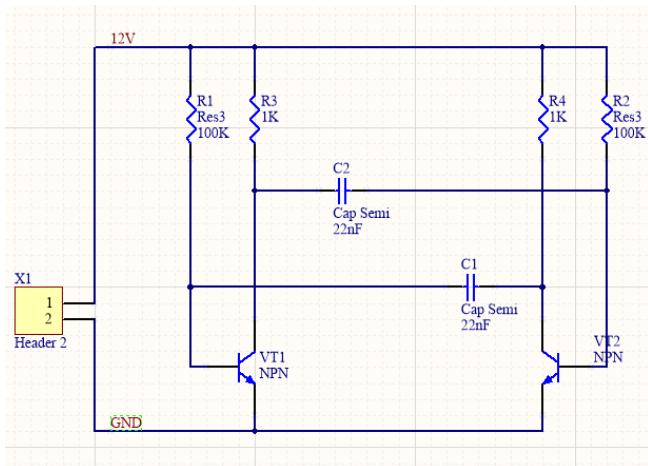 12V
R1
Res3
100K
R3
1K
R4
1K
R2
Res3
100K
C2
Cap Semi
22nF
C1
Cap Semi
22nF
X1
1
2
Header 2
VT1
NPN
VT2
NPN
GND